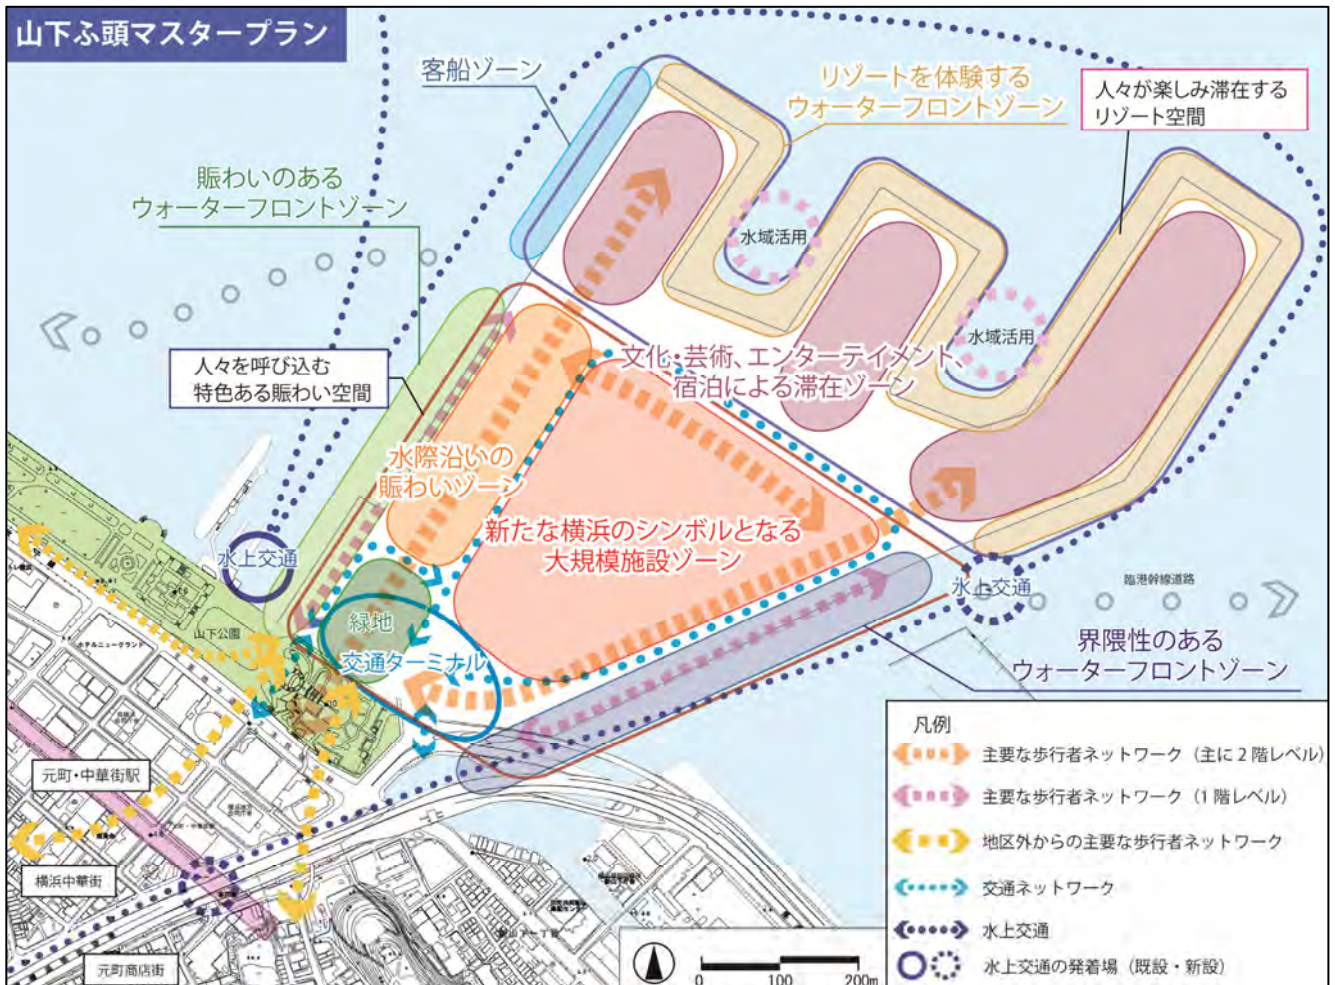 山下ふ頭マスタープラン
客船ゾーン
リゾートを体験する
ウォーターフロントゾーン
人々が楽しみ滞在する
リゾート空間
賑わいのある
ウォーターフロントゾーン
水域活用
水域活用
人々を呼び込む
特色ある賑わい空間
文化・芸術、エンターテイメント、
宿泊による滞在ゾーン
水際沿いの
賑わいゾーン
新たな横浜のシンボルとなる
大規模施設ゾーン
水上交通
水上交通
臨港幹線道路
緑地
交通ターミナル
山下公園
ホテルニューグランド
界隈性のある
ウォーターフロントゾーン
元町・中華街駅
横浜中華街
元町商店街
凡例
主要な歩行者ネットワーク（主に2階レベル）
主要な歩行者ネットワーク（1階レベル）
地区外からの主要な歩行者ネットワーク
交通ネットワーク
水上交通
水上交通の発着場（既設・新設）
0 100 200m